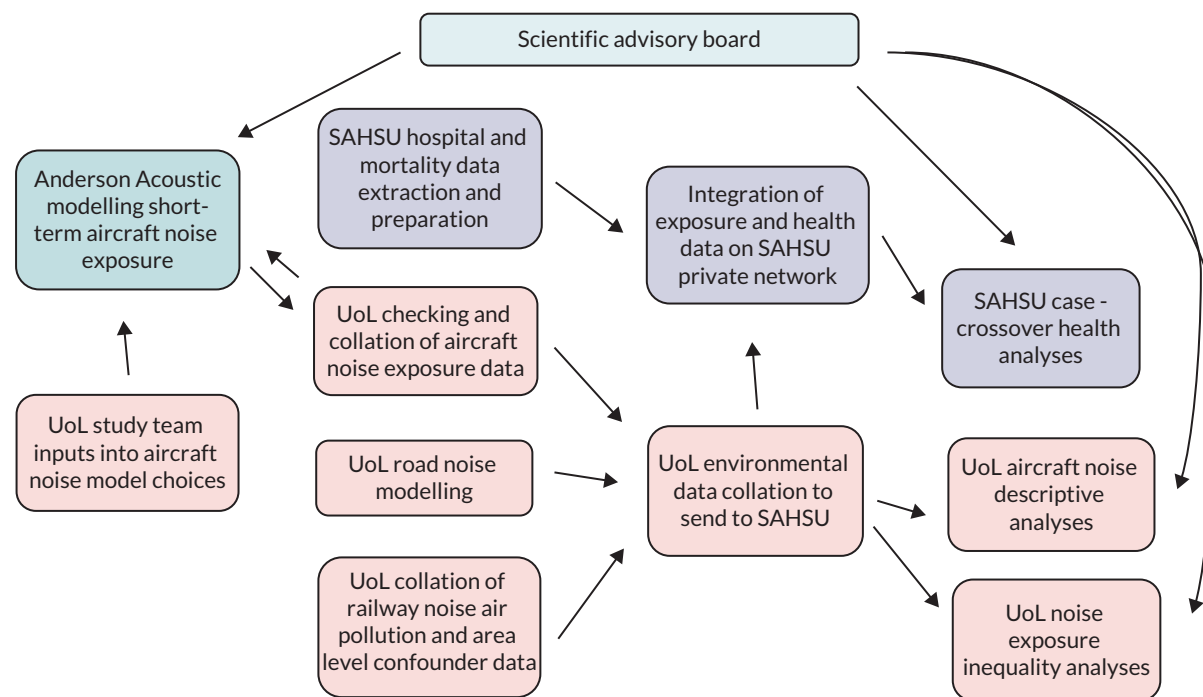 Scientific advisory board
Anderson Acoustic
modelling short-
term aircraft noise
exposure
SAHSU hospital and
mortality data
extraction and
preparation
Integration of
exposure and health
data on SAHSU
private network
SAHSU case -
crossover health
analyses
UoL checking and
collation of aircraft
noise exposure data
UoL study team
inputs into aircraft
noise model choices
UoL road noise
modelling
UoL environmental
data collation to
send to SAHSU
UoL aircraft noise
descriptive
analyses
UoL collation of
railway noise air
pollution and area
level confounder data
UoL noise
exposure
inequality analyses